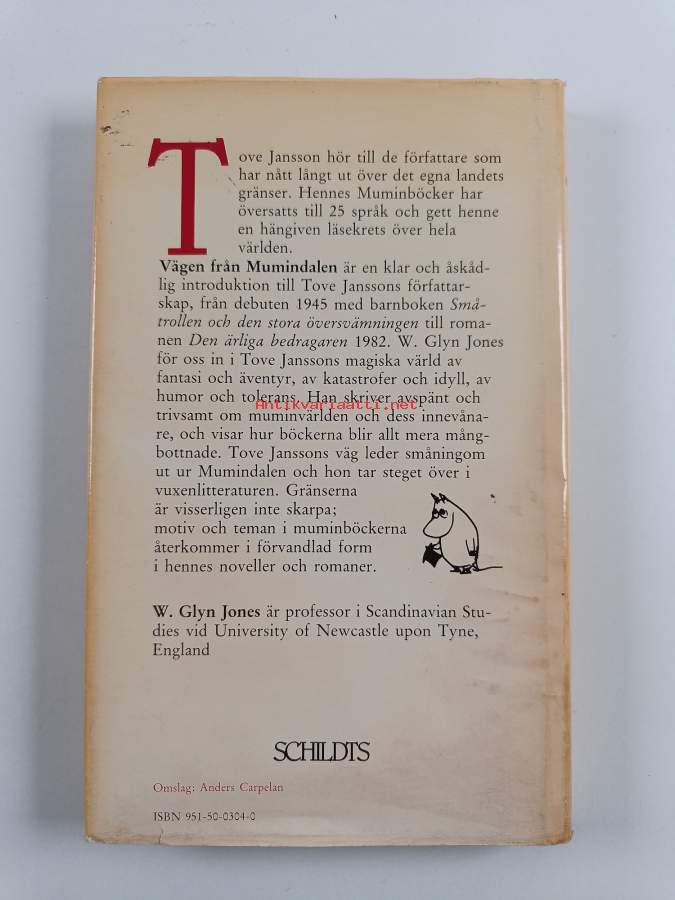 Tove Jansson hör till de författare som
har nått långt ut över det egna landets
gränser. Hennes Muminböcker har
översatts till 25 språk och gett henne
en hängiven läsekrets över hela
världen.
Vägen från Mumindalen är en klar och åskåd-
lig introduktion till Tove Janssons författar-
skap, från debuten 1945 med barnboken Små-
trollen och den stora översvämningen till roma-
nen Den ärliga bedragaren 1982. W. Glyn Jones
för oss in i Tove Janssons magiska värld av
fantasi och äventyr, av katastrofer och idyll, av
humor och tolerans. Han skriver avspänt och
Antikvariaatti.net
trivsamt om muminvärlden och dess innevåna-
re, och visar hur böckerna blir allt mera mång-
bottnade. Tove Janssons väg leder småningom
ut ur Mumindalen och hon tar steget över i
vuxenlitteraturen. Gränserna
är visserligen inte skarpa;
motiv och teman i muminböckerna
återkommer i förvandlad form
i hennes noveller och romaner.
W. Glyn Jones är professor i Scandinavian Stu-
dies vid University of Newcastle upon Tyne,
England
SCHILDTS
Omslag: Anders Carpelan
ISBN 951-50-0304-0